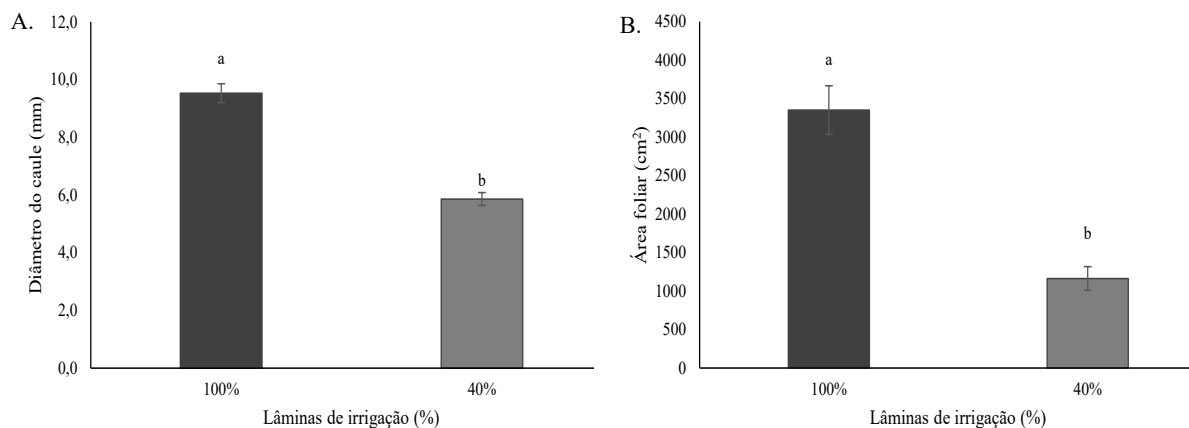 A.
Diâmetro do caule (mm)
12,0
10,0
8,0
6,0
4,0
2,0
0,0
a
b
100%
40%
Lâminas de irrigação (%)
B.
Área foliar (cm²)
4500
4000
3500
3000
2500
2000
1500
1000
500
0
a
b
100%
40%
Lâminas de irrigação (%)